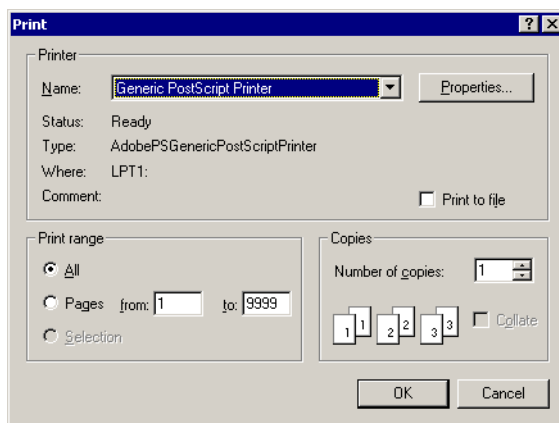 Print
Printer
Name: Generic PostScript Printer Properties...
Status: Ready
Type: AdobePSGenericPostScriptPrinter
Where: LPT1:
Comment: Print to file
Print range
All
Pages from: 1 to: 9999
Selection
Copies
Number of copies: 1
1 1 2 2 3 3 Collate
OK Cancel